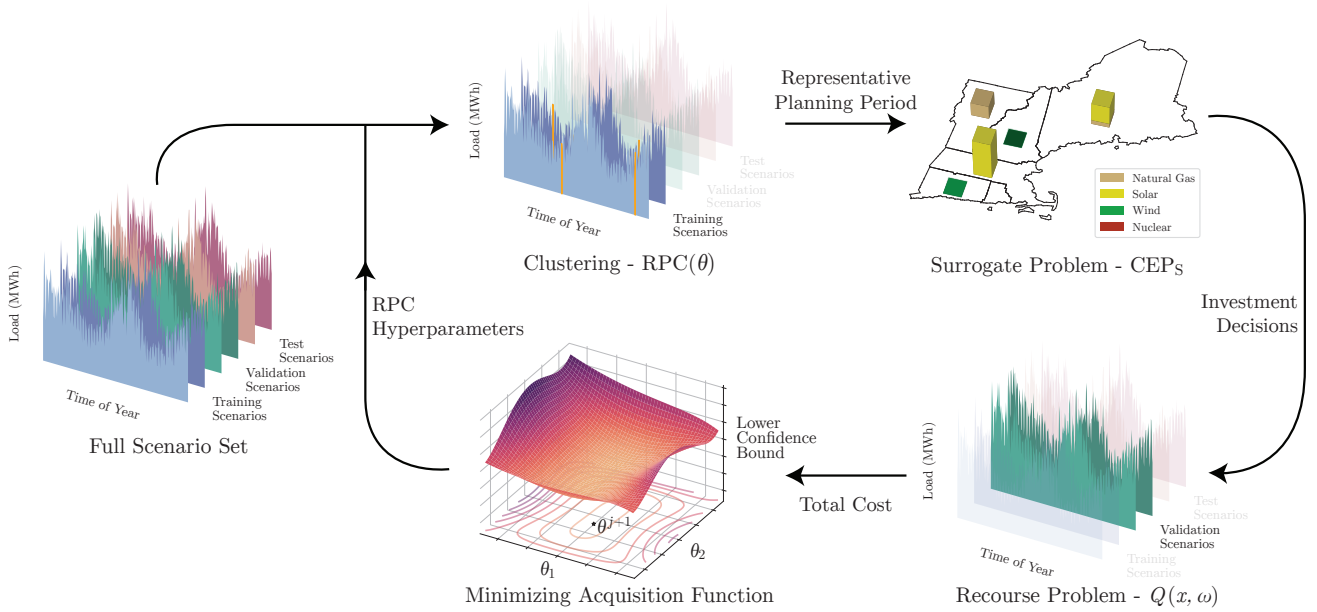 Load (MWh)
Time of Year
Test
Scenarios
Validation
Scenarios
Training
Scenarios
Full Scenario Set
RPC
Hyperparameters
Load (MWh)
Time of Year
Test
Scenarios
Validation
Scenarios
Training
Scenarios
Clustering - RPC(θ)
Representative
Planning Period
Natural Gas
Solar
Wind
Nuclear
Surrogate Problem - CEPS
Investment
Decisions
Load (MWh)
Time of Year
Test
Scenarios
Validation
Scenarios
Training
Scenarios
Recourse Problem - Q(x, ω)
Total Cost
Lower
Confidence
Bound
θ^{j+1}
θ₁
θ₂
Minimizing Acquisition Function